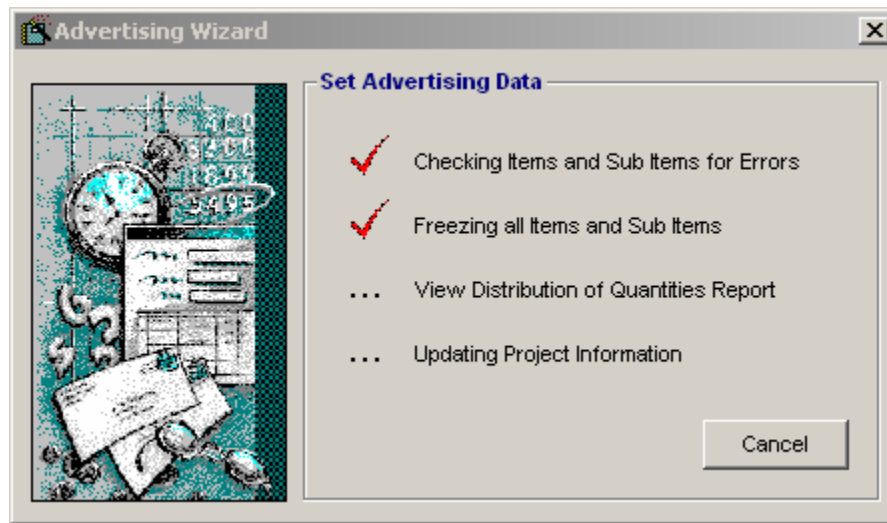 Advertising Wizard
Set Advertising Data
Checking Items and Sub Items for Errors
Freezing all Items and Sub Items
... View Distribution of Quantities Report
... Updating Project Information
Cancel
9495